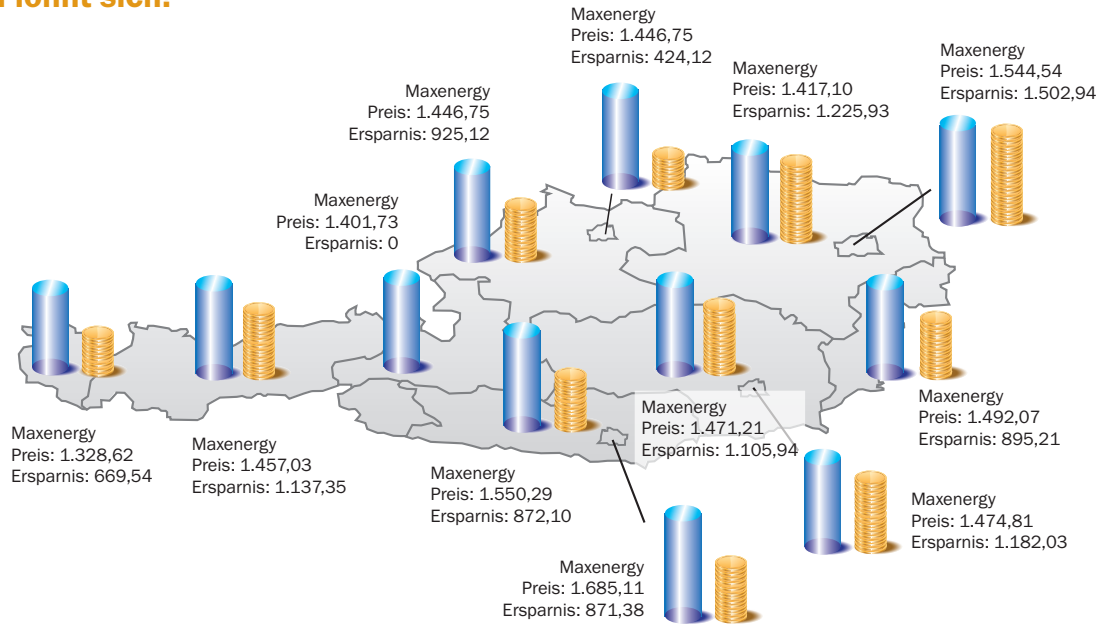 lohnt sich.
Maxenergy
Preis: 1.446,75
Ersparnis: 424,12
Maxenergy
Preis: 1.544,54
Ersparnis: 1.502,94
Maxenergy
Preis: 1.417,10
Ersparnis: 1.225,93
Maxenergy
Preis: 1.446,75
Ersparnis: 925,12
Maxenergy
Preis: 1.401,73
Ersparnis: 0
Maxenergy
Preis: 1.328,62
Ersparnis: 669,54
Maxenergy
Preis: 1.457,03
Ersparnis: 1.137,35
Maxenergy
Preis: 1.550,29
Ersparnis: 872,10
Maxenergy
Preis: 1.471,21
Ersparnis: 1.105,94
Maxenergy
Preis: 1.492,07
Ersparnis: 895,21
Maxenergy
Preis: 1.474,81
Ersparnis: 1.182,03
Maxenergy
Preis: 1.685,11
Ersparnis: 871,38